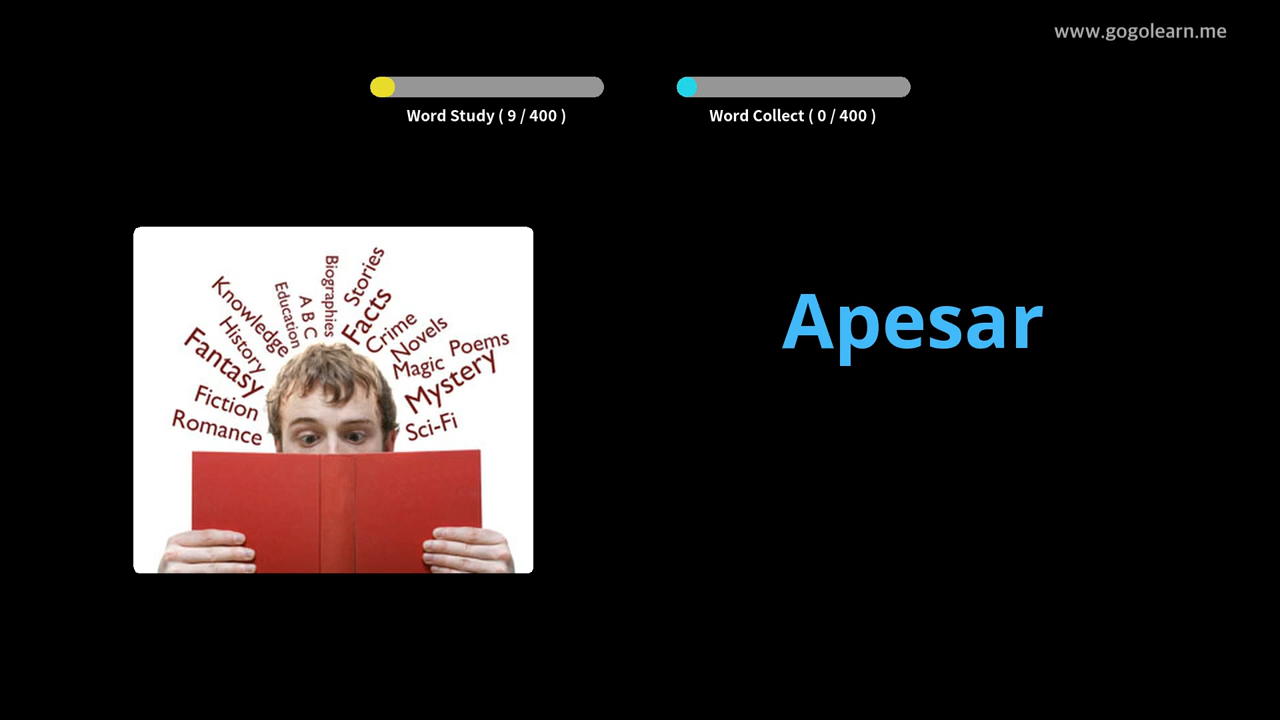 www.gogolearn.me
Word Study ( 9 / 400 )
Word Collect ( 0 / 400 )
Apesar
Biographies
Stories
Education
A B C
Facts
Knowledge
Crime
History
Novels
Fantasy
Magic
Poems
Mystery
Fiction
Romance
Sci-Fi